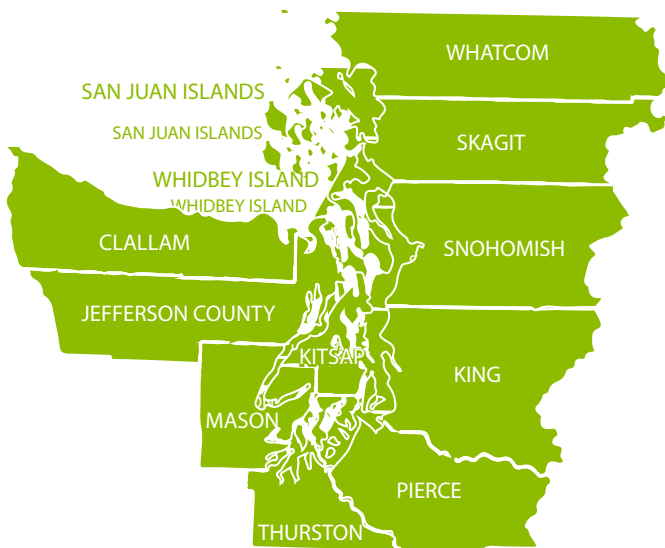 WHATCOM
SAN JUAN ISLANDS
SAN JUAN ISLANDS
SKAGIT
WHIDBEY ISLAND
WHIDBEY ISLAND
CLALLAM
SNOHOMISH
JEFFERSON COUNTY
KITSAP
KING
MASON
PIERCE
THURSTON